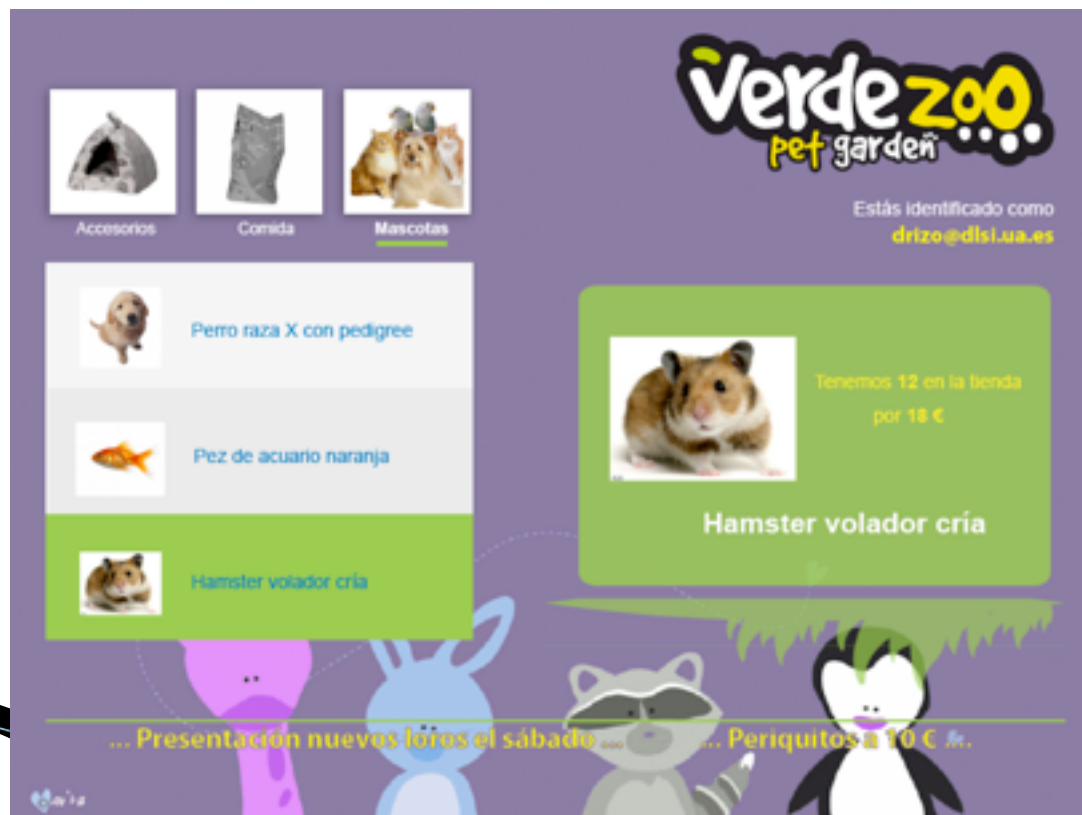 Verdezoo
pet garden
Estás identificado como
drizo@dlsi.ua.es
Accesorios
Comida
Mascotas
Perro raza X con pedigree
Pez de acuario naranja
Hamster volador cría
Tenemos 12 en la tienda
por 18 €
Hamster volador cría
... Presentación nuevos loros el sábado ... ... Periquitos a 10 € ....